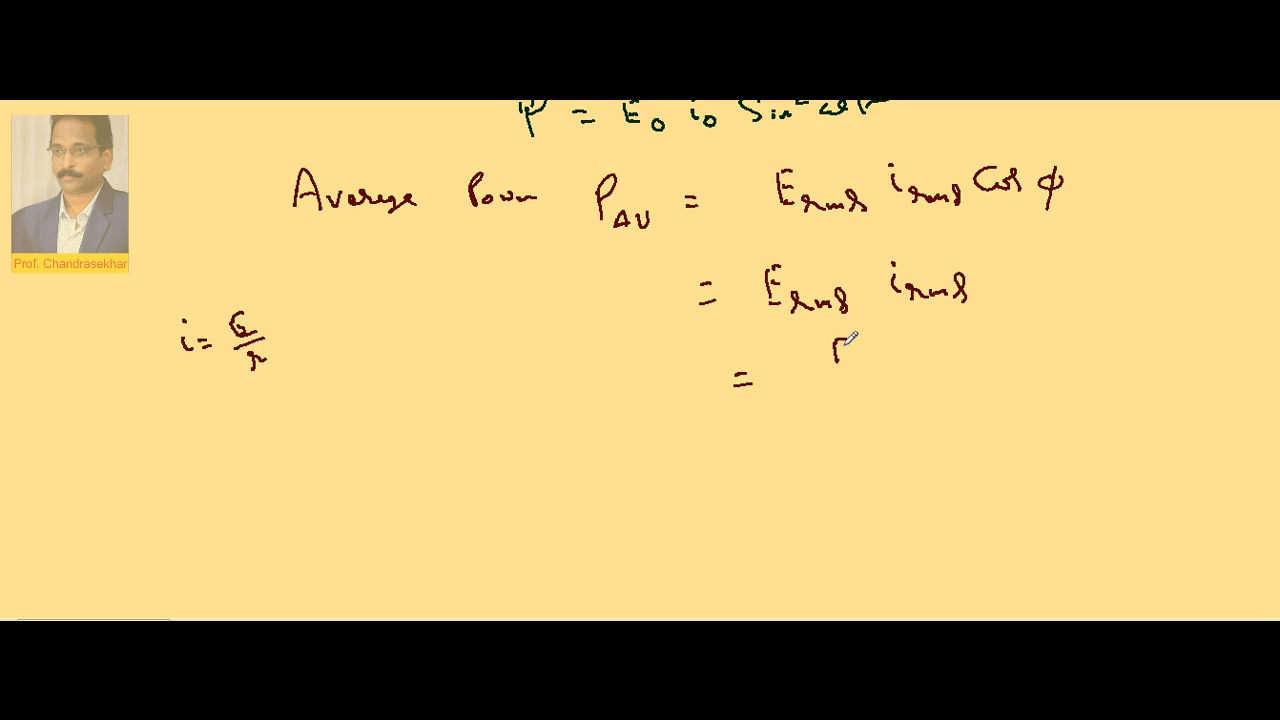 P = E₀ i₀ Sin² ωt
Average Power P_AV = E_rms i_rms Cos ϕ
Prof. Chandrasekhar
= E_rms i_rms
i = E/r
=